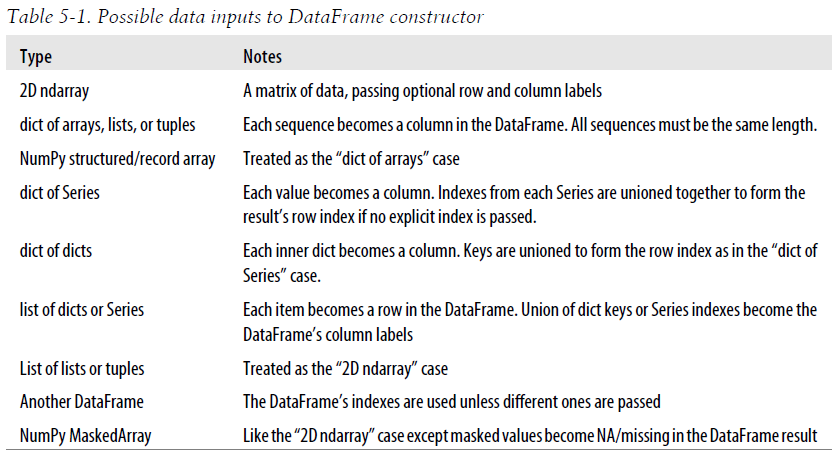 Table 5-1. Possible data inputs to DataFrame constructor
Type Notes
2D ndarray A matrix of data, passing optional row and column labels
dict of arrays, lists, or tuples Each sequence becomes a column in the DataFrame. All sequences must be the same length.
NumPy structured/record array Treated as the “dict of arrays” case
dict of Series Each value becomes a column. Indexes from each Series are unioned together to form the
result’s row index if no explicit index is passed.
dict of dicts Each inner dict becomes a column. Keys are unioned to form the row index as in the “dict of
Series” case.
list of dicts or Series Each item becomes a row in the DataFrame. Union of dict keys or Series indexes become the
DataFrame’s column labels
List of lists or tuples Treated as the “2D ndarray” case
Another DataFrame The DataFrame’s indexes are used unless different ones are passed
NumPy MaskedArray Like the “2D ndarray” case except masked values become NA/missing in the DataFrame result